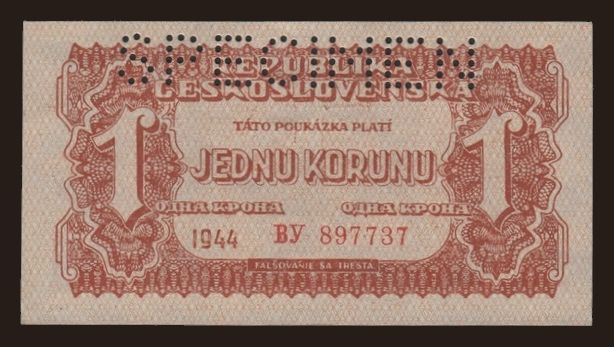 SPECIMEN
REPUBLIKA
ČESKOSLOVENSKÁ
TÁTO POUKÁZKA PLATÍ
1 JEDNU KORUNU 1
ОДНА КРОНА ОДНА КРОНА
1944 ВУ 897737
FALŠOVANIE SA TRESTÁ